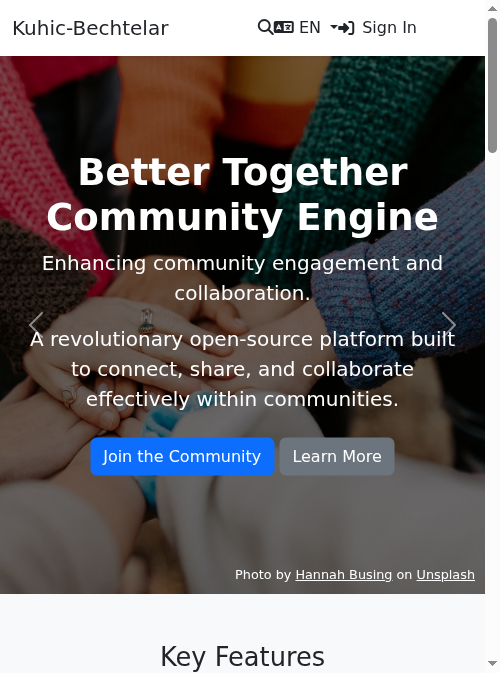 Kuhic-Bechtelar
EN
Sign In
Better Together
Community Engine
Enhancing community engagement and
collaboration.
A revolutionary open-source platform built
to connect, share, and collaborate
effectively within communities.
Join the Community
Learn More
Photo by Hannah Busing on Unsplash
Key Features